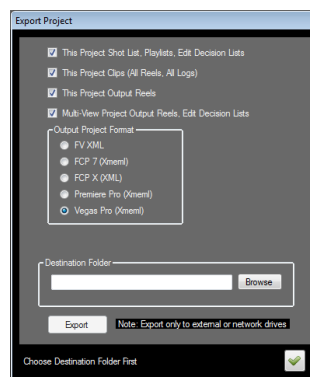 Export Project
This Project Shot List, Playlists, Edit Decision Lists
This Project Clips (All Reels, All Logs)
This Project Output Reels
Multi-View Project Output Reels, Edit Decision Lists
Output Project Format
FV XML
FCP 7 (Xmeml)
FCP X (XML)
Premiere Pro (Xmeml)
Vegas Pro (Xmeml)
Destination Folder
Browse
Export Note: Export only to external or network drives
Choose Destination Folder First